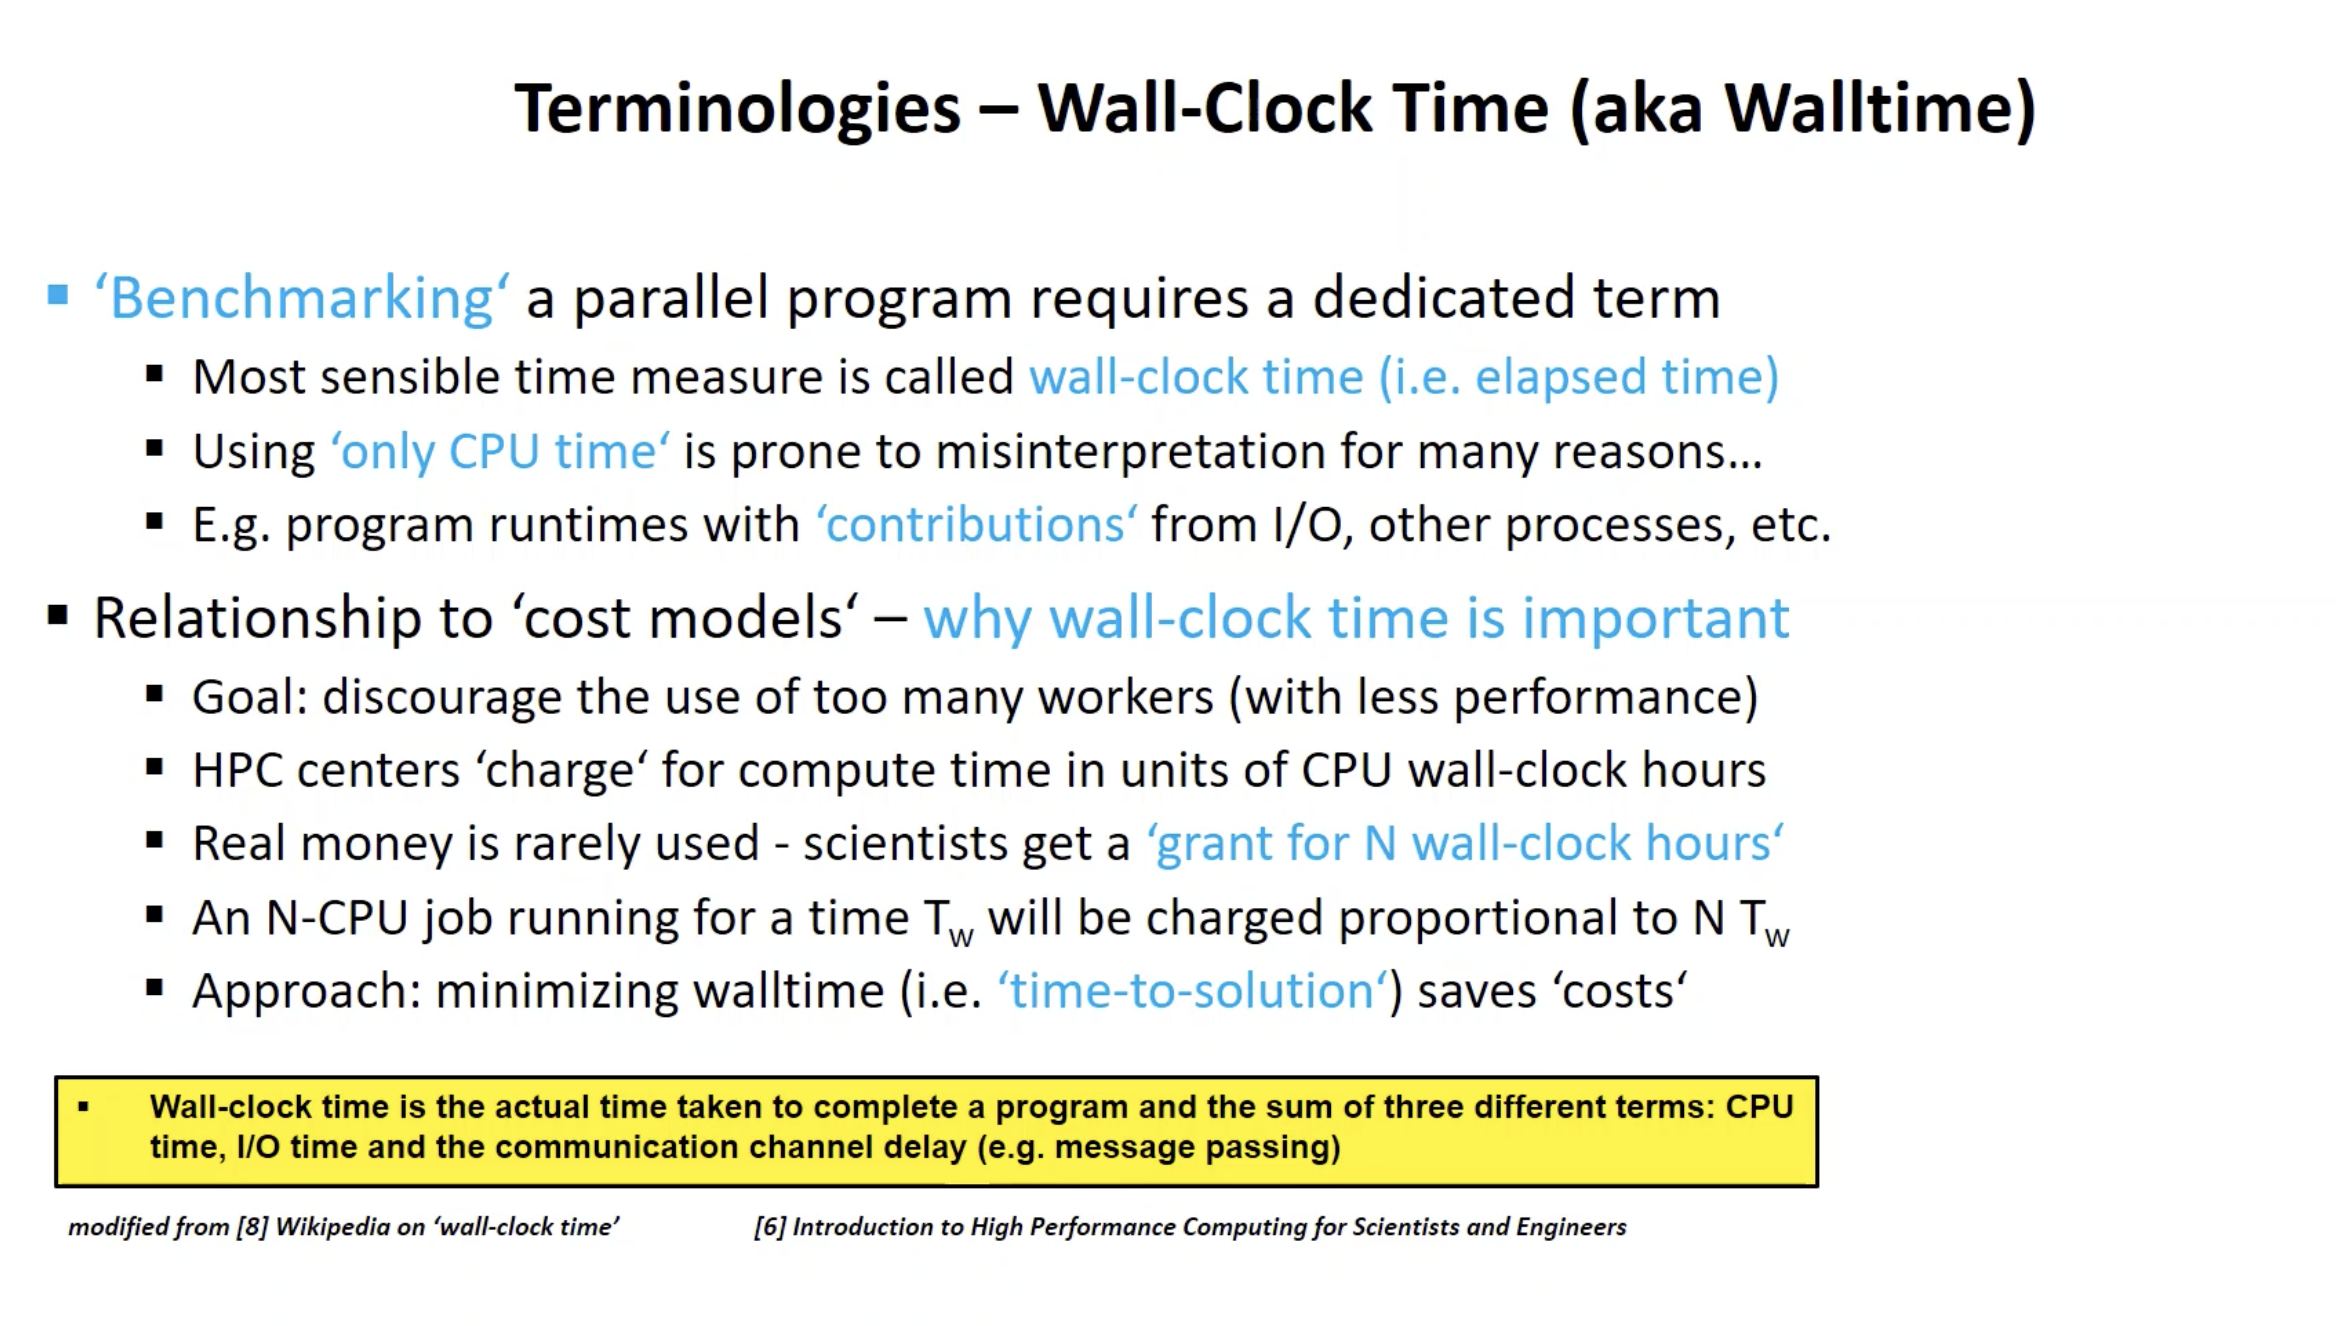 Terminologies – Wall-Clock Time (aka Walltime)
▪ ‘Benchmarking‘ a parallel program requires a dedicated term
▪ Most sensible time measure is called wall-clock time (i.e. elapsed time)
▪ Using ‘only CPU time‘ is prone to misinterpretation for many reasons…
▪ E.g. program runtimes with ‘contributions‘ from I/O, other processes, etc.
▪ Relationship to ‘cost models‘ – why wall-clock time is important
▪ Goal: discourage the use of too many workers (with less performance)
▪ HPC centers ‘charge‘ for compute time in units of CPU wall-clock hours
▪ Real money is rarely used - scientists get a ‘grant for N wall-clock hours‘
▪ An N-CPU job running for a time Tw will be charged proportional to N Tw
▪ Approach: minimizing walltime (i.e. ‘time-to-solution‘) saves ‘costs‘
▪ Wall-clock time is the actual time taken to complete a program and the sum of three different terms: CPU
time, I/O time and the communication channel delay (e.g. message passing)
modified from [8] Wikipedia on ‘wall-clock time’
[6] Introduction to High Performance Computing for Scientists and Engineers